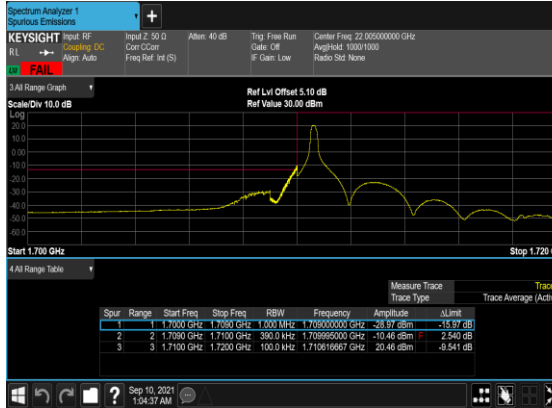 Spectrum Analyzer 1
Spurious Emissions
+
KEYSIGHT Input: RF Input Z: 50 Ω Atten: 40 dB Trig: Free Run Center Freq: 22.005000000 GHz
RL Coupling: DC Corr CCorr Gate: Off Avg|Hold: 1000/1000
Align: Auto Freq Ref: Int (S) IF Gain: Low Radio Std: None
FAIL
3 All Range Graph
Ref Lvl Offset 5.10 dB
Scale/Div 10.0 dB Ref Value 30.00 dBm
Log
20.0
10.0
0.00
-10.0
-20.0
-30.0
-40.0
-50.0
-60.0
Start 1.700 GHz Stop 1.720
4 All Range Table
Measure Trace Trace
Trace Type Trace Average (Acti
Spur Range Start Freq Stop Freq RBW Frequency Amplitude ΔLimit
1 1 1.7000 GHz 1.7090 GHz 1.000 MHz 1.709000000 GHz -28.97 dBm -15.97 dB
2 2 1.7090 GHz 1.7100 GHz 390.0 kHz 1.709995000 GHz -10.46 dBm F 2.540 dB
3 3 1.7100 GHz 1.7200 GHz 100.0 kHz 1.710616667 GHz 20.46 dBm -9.541 dB
? Sep 10, 2021
1:04:37 AM